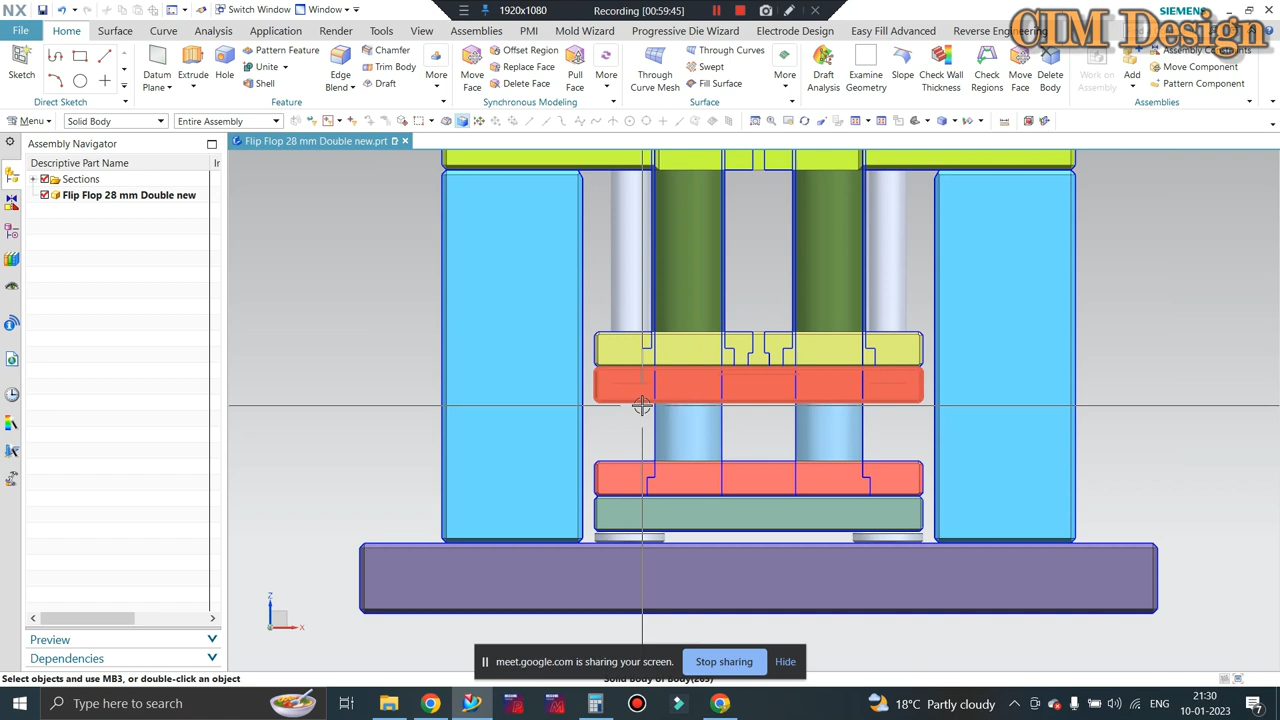 NX
Switch Window
Window
1920x1080
Recording [00:59:45]
SIEMENS
CIM Design
File
Home
Surface
Curve
Analysis
Application
Render
Tools
View
Assemblies
PMI
Mold Wizard
Progressive Die Wizard
Electrode Design
Easy Fill Advanced
Reverse Engineering
Sketch
Direct Sketch
Datum Plane
Extrude
Hole
Pattern Feature
Unite
Shell
Edge Blend
Chamfer
Trim Body
Draft
More
Feature
Move Face
Offset Region
Replace Face
Delete Face
Pull Face
More
Synchronous Modeling
Through Curve Mesh
Through Curves
Swept
Fill Surface
More
Surface
Draft Analysis
Examine Geometry
Slope
Check Wall Thickness
Check Regions
Move Face
Delete Body
Work on Assembly
Add
Assembly Constraints
Move Component
Pattern Component
Assemblies
Menu
Solid Body
Entire Assembly
Assembly Navigator
Flip Flop 28 mm Double new.prt
Descriptive Part Name
Sections
Flip Flop 28 mm Double new
Z
X
Preview
Dependencies
meet.google.com is sharing your screen.
Stop sharing
Hide
Select objects and use MB3, or double-click an object
Type here to search
18°C Partly cloudy
ENG
21:30
10-01-2023
7